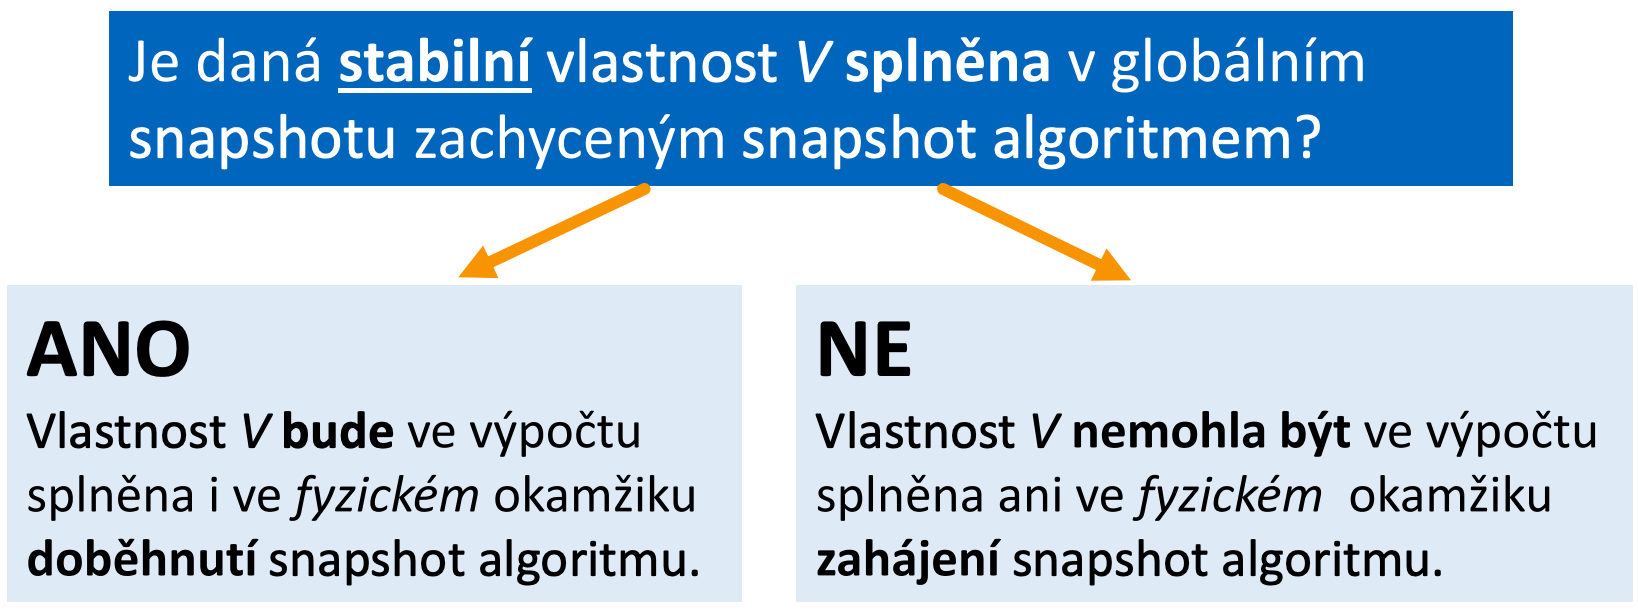 Je daná stabilní vlastnost V splněna v globálním
snapshotu zachyceným snapshot algoritmem?
ANO
Vlastnost V bude ve výpočtu
splněna i ve fyzickém okamžiku
doběhnutí snapshot algoritmu.
NE
Vlastnost V nemohla být ve výpočtu
splněna ani ve fyzickém okamžiku
zahájení snapshot algoritmu.